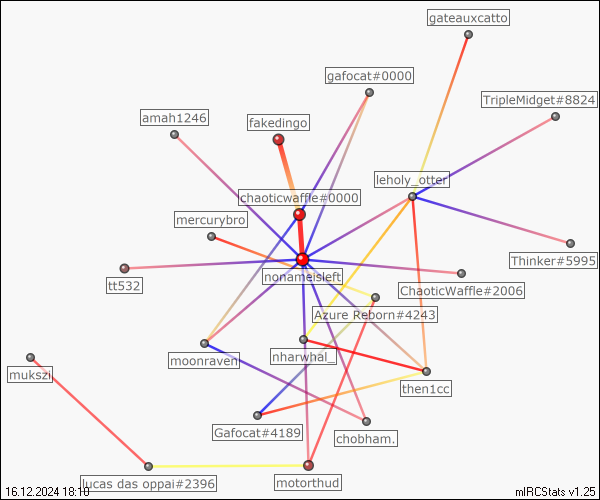 gateauxcatto
gafocat#0000
TripleMidget#8824
amah1246
fakedingo
leholy_otter
chaoticwaffle#0000
mercurybro
Thinker#5995
nonameisleft
tt532
ChaoticWaffle#2006
Azure Reborn#4243
moonraven
nharwhal_
mukszi
then1cc
Gafocat#4189
chobham.
lucas das oppai#2396
motorthud
16.12.2024 18:10
mIRCStats v1.25